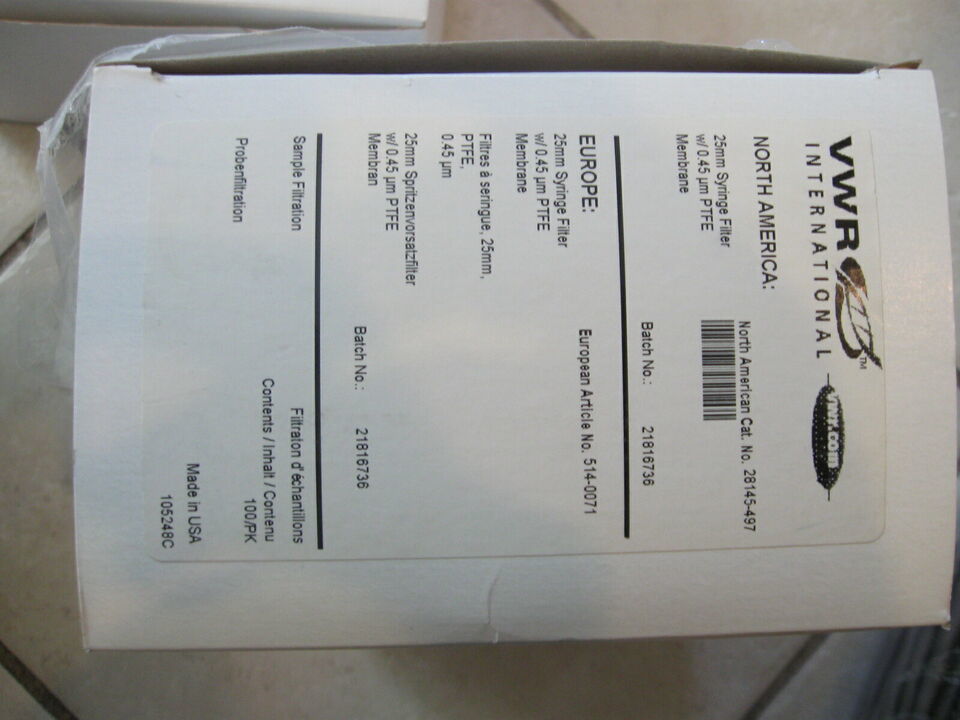 VWR™
INTERNATIONAL
VWR.com
NORTH AMERICA:
North American Cat. No. 28145-497
25mm Syringe Filter
w/ 0.45 µm PTFE
Membrane
Batch No.: 21816736
EUROPE:
European Article No. 514-0071
25mm Syringe Filter
w/ 0.45 µm PTFE
Membrane
Filtres à seringue, 25mm,
PTFE,
0.45 µm
25mm Spritzenvorsatzfilter
w/ 0.45 µm PTFE
Membran
Batch No.: 21816736
Sample Filtration
Filtration d'échantillons
Probenfiltration
Contents / Inhalt / Contenu
100/PK
Made in USA
105248C